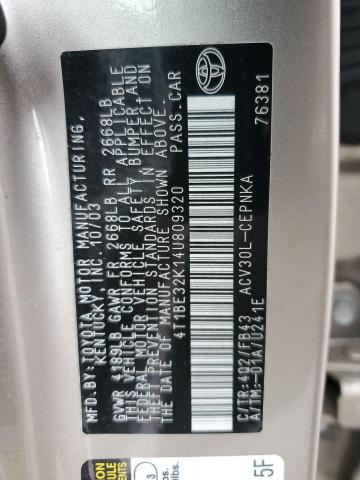 MFD.BY:TOYOTA MOTOR MANUFACTURING,
KENTUCKY, INC. 10/03
GVWR 4189LB GAWR FR 2668LB RR 2668LB
THIS VEHICLE CONFORMS TO ALL APPLICABLE
FEDERAL MOTOR VEHICLE SAFETY, BUMPER, AND
THEFT PREVENTION STANDARDS IN EFFECT ON
THE DATE OF MANUFACTURE SHOWN ABOVE.
4T1BE32K14U809320 PASS.CAR
C/TR:4Q2/FB43 ACV30L-CEPNKA
A/TM:-01A/U241E 76381
TOYOTA
5F